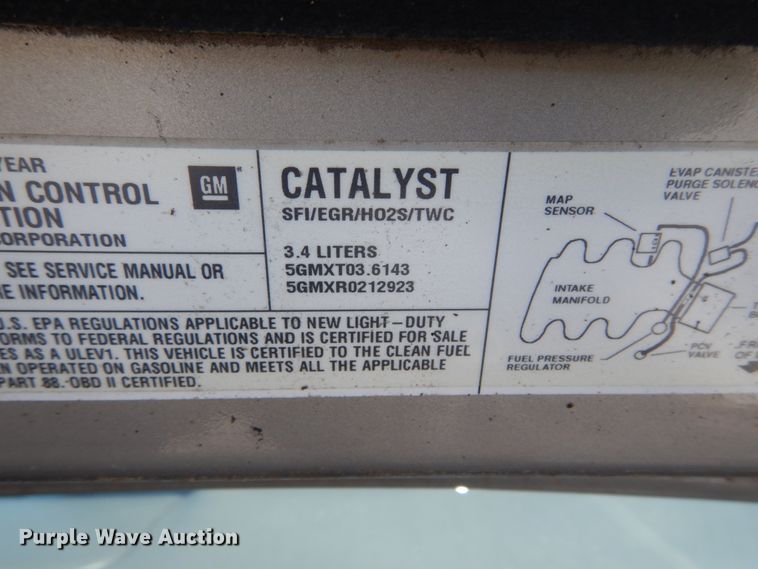 YEAR
N CONTROL
TION
CORPORATION
SEE SERVICE MANUAL OR
E INFORMATION.
GM
CATALYST
SFI/EGR/HO2S/TWC
3.4 LITERS
5GMXT03.6143
5GMXR0212923
U.S. EPA REGULATIONS APPLICABLE TO NEW LIGHT-DUTY
FORMS TO FEDERAL REGULATIONS AND IS CERTIFIED FOR SALE
ES AS A ULEV1. THIS VEHICLE IS CERTIFIED TO THE CLEAN FUEL
EN OPERATED ON GASOLINE AND MEETS ALL THE APPLICABLE
PART 88. OBD II CERTIFIED.
EVAP CANISTE
PURGE SOLENO
VALVE
MAP
SENSOR
INTAKE
MANIFOLD
FUEL PRESSURE
REGULATOR
PCV
VALVE
T
B
FR
OF
Purple Wave Auction